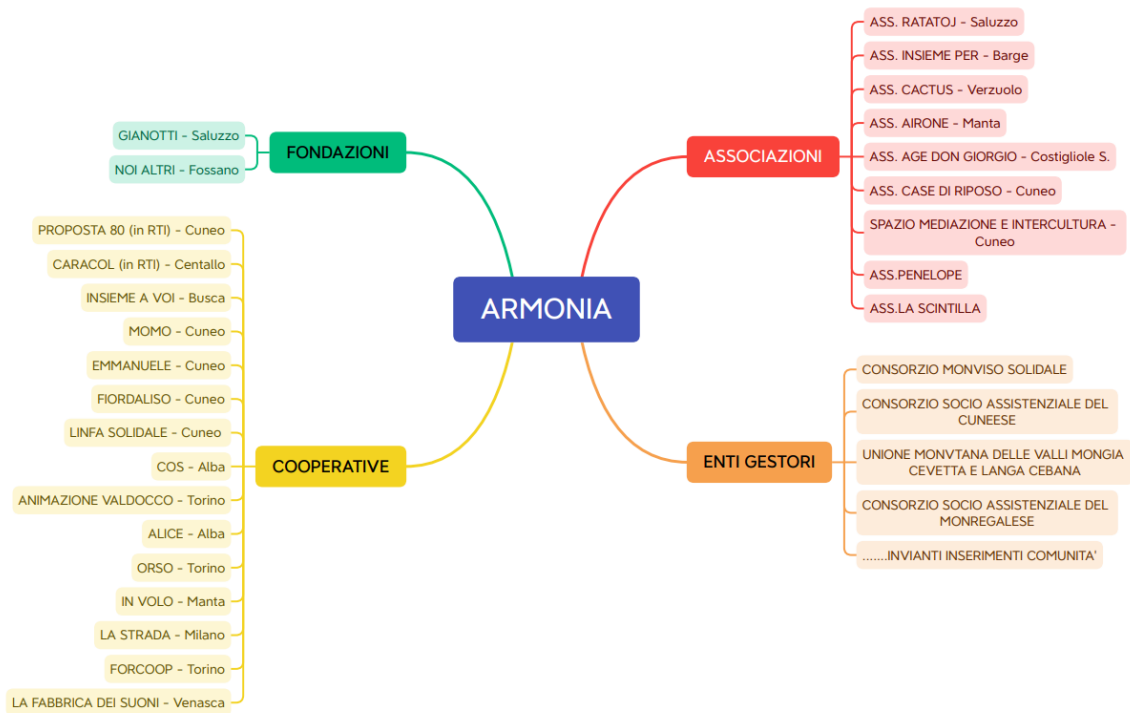 ARMONIA
FONDAZIONI
GIANOTTI - Saluzzo
NOI ALTRI - Fossano
COOPERATIVE
PROPOSTA 80 (in RTI) - Cuneo
CARACOL (in RTI) - Centallo
INSIEME A VOI - Busca
MOMO - Cuneo
EMMANUELE - Cuneo
FIORDALISO - Cuneo
LINFA SOLIDALE - Cuneo
COS - Alba
ANIMAZIONE VALDOCCO - Torino
ALICE - Alba
ORSO - Torino
IN VOLO - Manta
LA STRADA - Milano
FORCOOP - Torino
LA FABBRICA DEI SUONI - Venasca
ASSOCIAZIONI
ASS. RATATOJ - Saluzzo
ASS. INSIEME PER - Barge
ASS. CACTUS - Verzuolo
ASS. AIRONE - Manta
ASS. AGE DON GIORGIO - Costigliole S.
ASS. CASE DI RIPOSO - Cuneo
SPAZIO MEDIAZIONE E INTERCULTURA -
Cuneo
ASS.PENELOPE
ASS.LA SCINTILLA
ENTI GESTORI
CONSORZIO MONVISO SOLIDALE
CONSORZIO SOCIO ASSISTENZIALE DEL
CUNEESE
UNIONE MONVTANA DELLE VALLI MONGIA
CEVETTA E LANGA CEBANA
CONSORZIO SOCIO ASSISTENZIALE DEL
MONREGALESE
.......INVIANTI INSERIMENTI COMUNITA'